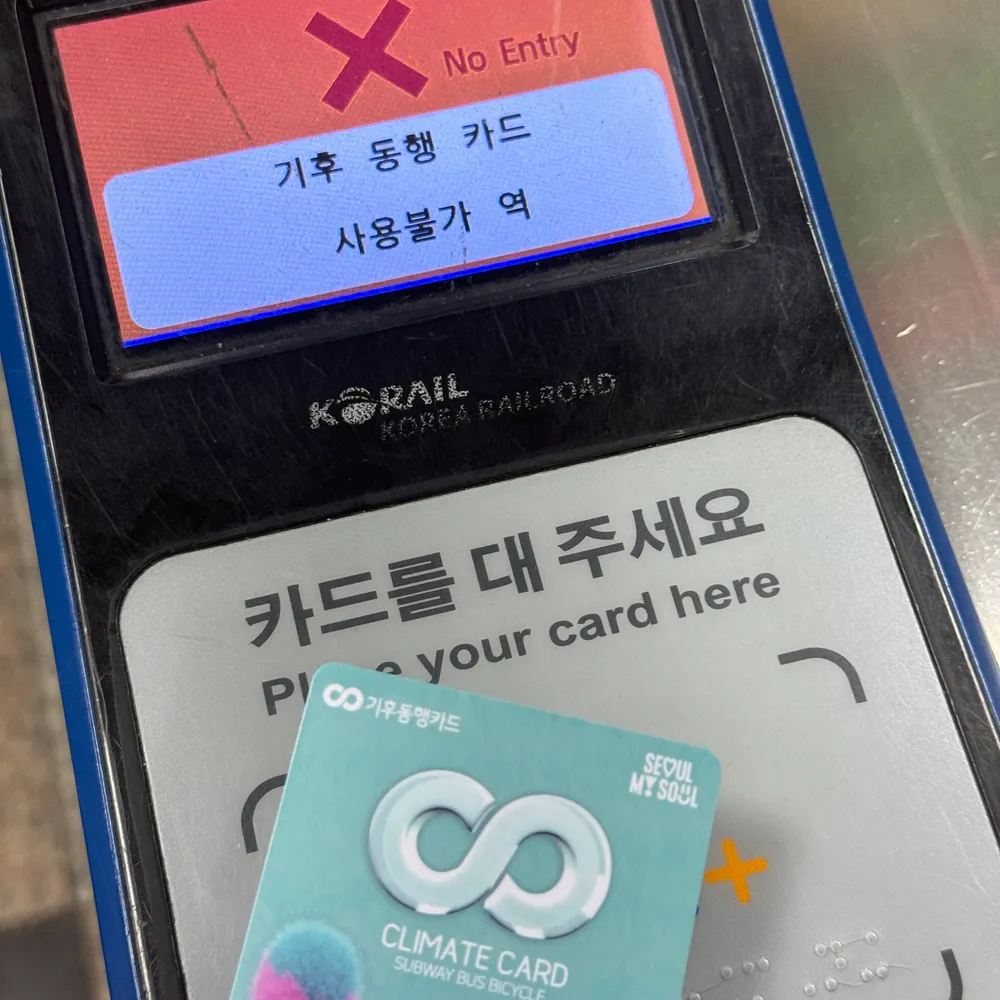 No Entry
기후 동행 카드
사용불가 역
KORAIL
KOREA RAILROAD
카드를 대 주세요
Place your card here
기후동행카드
SEOUL
MY SOUL
CLIMATE CARD
SUBWAY BUS BICYCLE